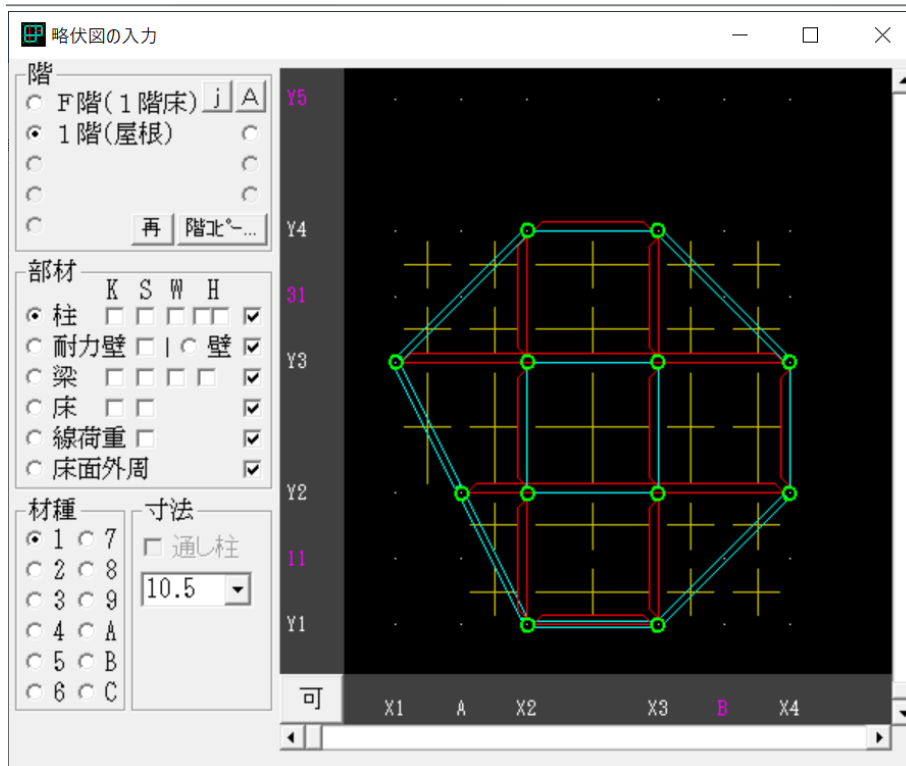 略伏図の入力
階
F階(1階床) j A
1階(屋根)
再 階ｺﾋﾟｰ...
部材
K S W H
柱
耐力壁 | 壁
梁
床
線荷重
床面外周
材種
1 7
2 8
3 9
4 A
5 B
6 C
寸法
通し柱
10.5
Y5
Y4
31
Y3
Y2
11
Y1
可
X1 A X2 X3 B X4